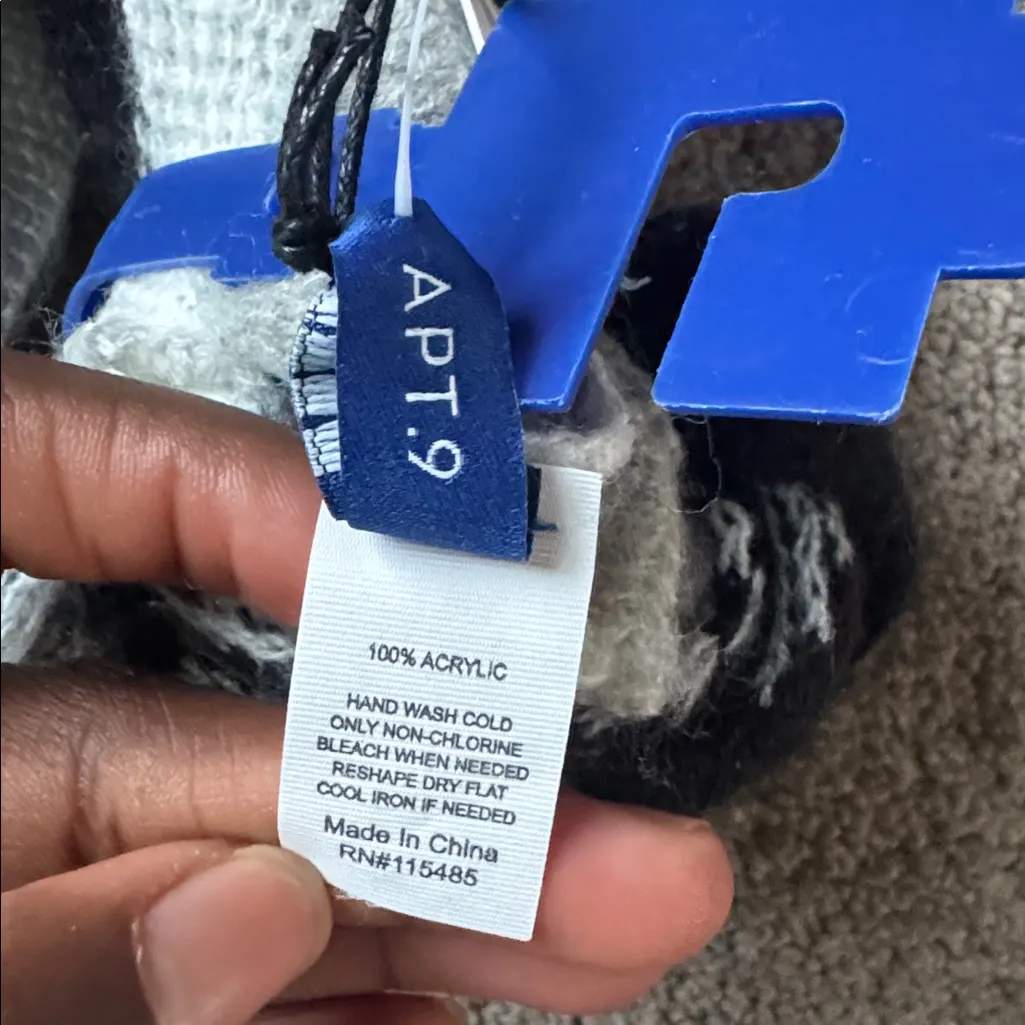 APT.9
100% ACRYLIC
HAND WASH COLD
ONLY NON-CHLORINE
BLEACH WHEN NEEDED
RESHAPE DRY FLAT
COOL IRON IF NEEDED
Made In China
RN#115485